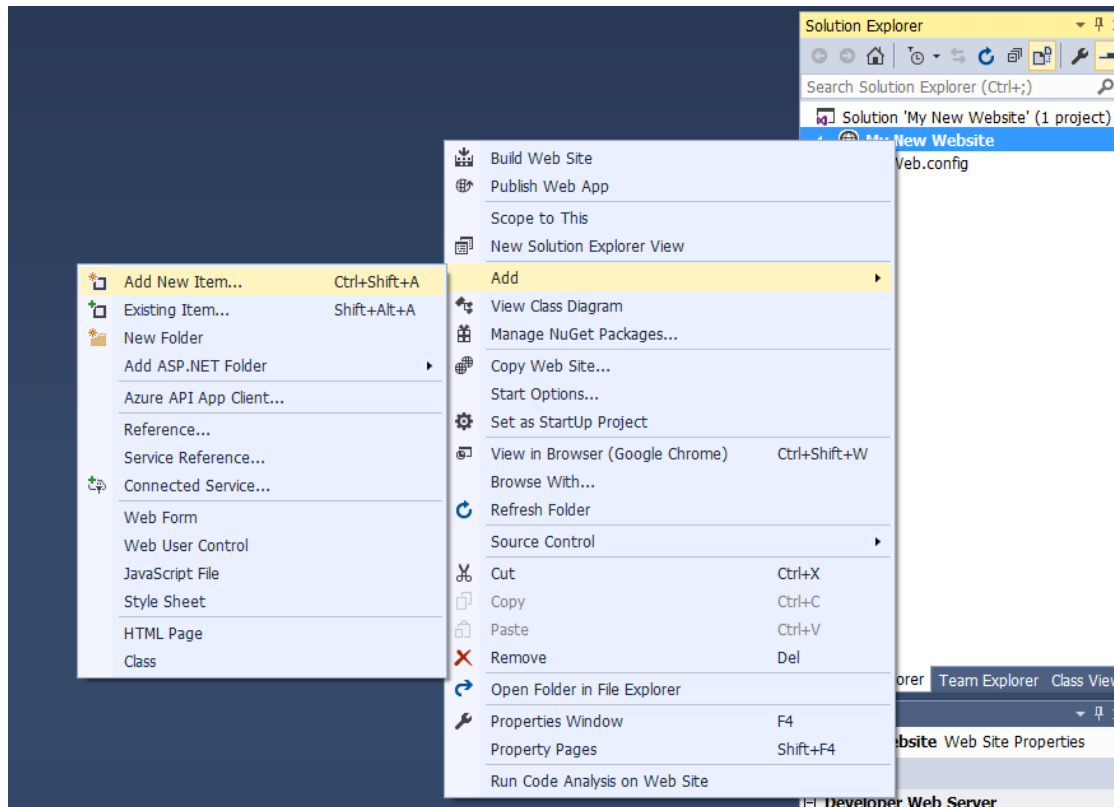 Solution Explorer
Search Solution Explorer (Ctrl+;)
Solution 'My New Website' (1 project)
My New Website
Web.config
Build Web Site
Publish Web App
Scope to This
New Solution Explorer View
Add
View Class Diagram
Manage NuGet Packages...
Copy Web Site...
Start Options...
Set as StartUp Project
View in Browser (Google Chrome) Ctrl+Shift+W
Browse With...
Refresh Folder
Source Control
Cut Ctrl+X
Copy Ctrl+C
Paste Ctrl+V
Remove Del
Open Folder in File Explorer
Properties Window F4
Property Pages Shift+F4
Run Code Analysis on Web Site
Add New Item... Ctrl+Shift+A
Existing Item... Shift+Alt+A
New Folder
Add ASP.NET Folder
Azure API App Client...
Reference...
Service Reference...
Connected Service...
Web Form
Web User Control
JavaScript File
Style Sheet
HTML Page
Class
orer Team Explorer Class View
ebsite Web Site Properties
Developer Web Server